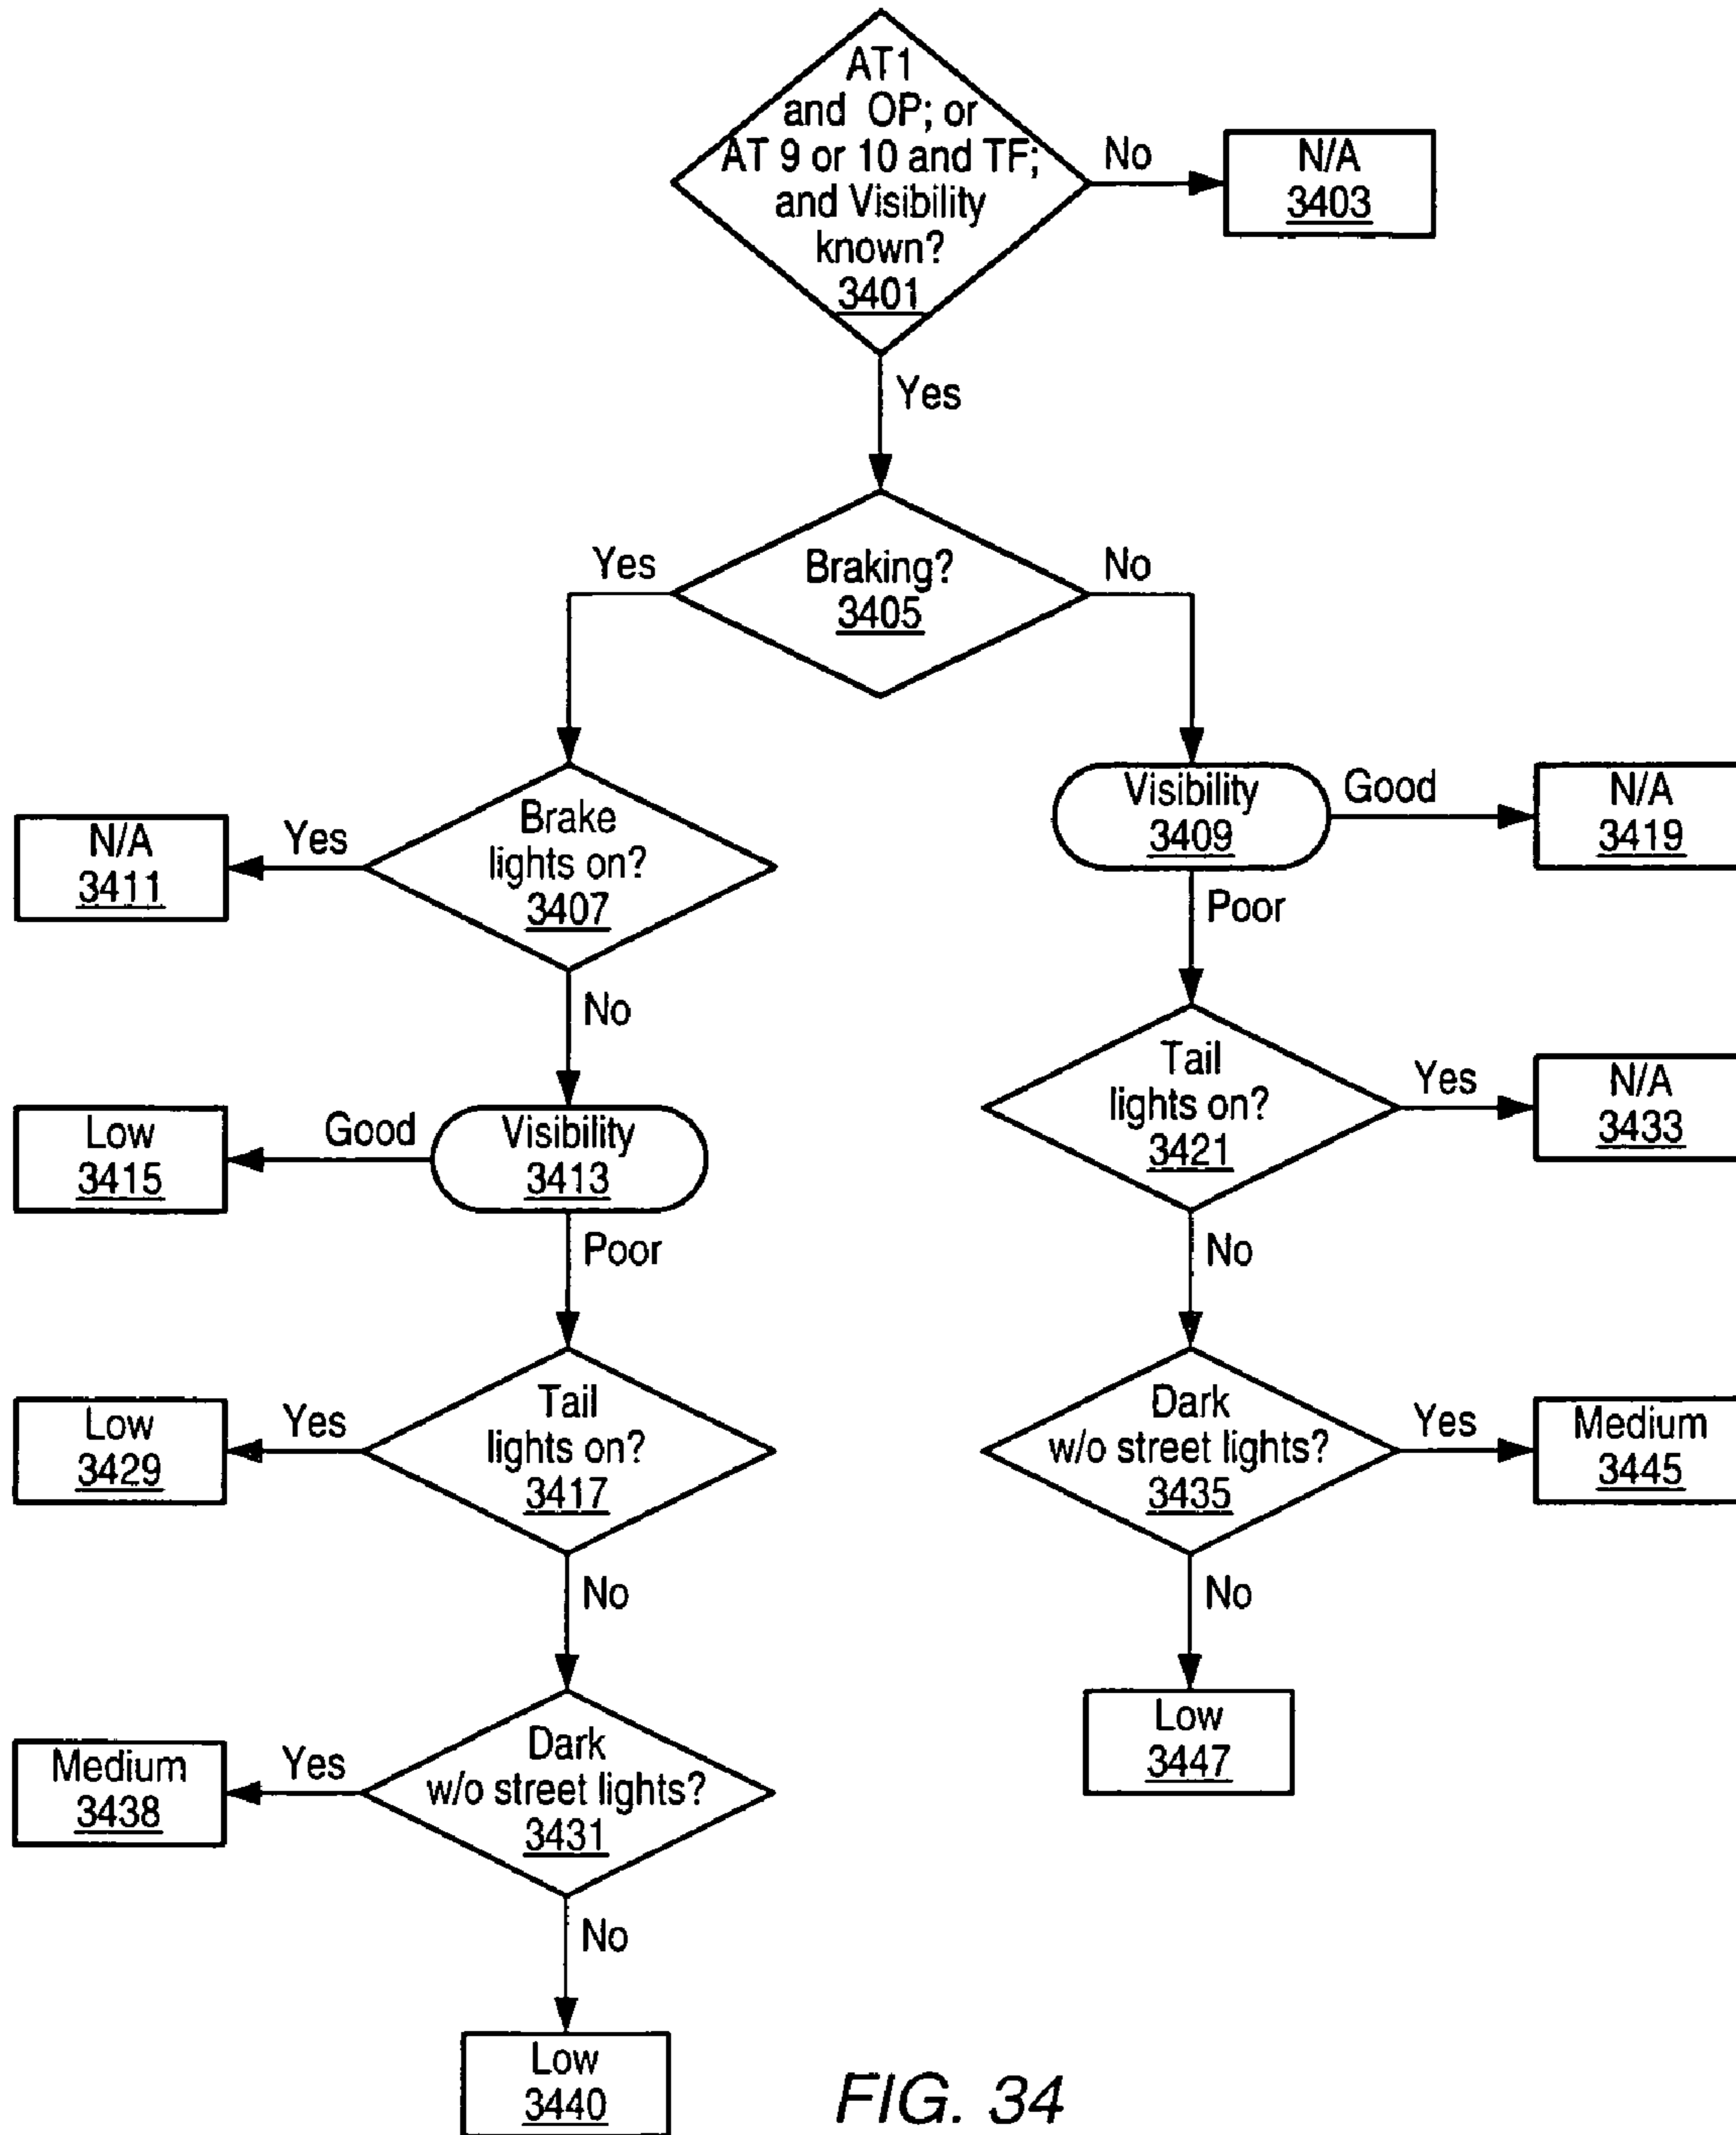 AT1
and OP; or
AT 9 or 10 and TF;
and Visibility
known?
3401
No
N/A
3403
Yes
Braking?
3405
Yes
No
Brake
lights on?
3407
Yes
N/A
3411
No
Visibility
3409
Good
N/A
3419
Poor
Visibility
3413
Good
Low
3415
Poor
Tail
lights on?
3421
Yes
N/A
3433
No
Tail
lights on?
3417
Yes
Low
3429
No
Dark
w/o street lights?
3435
Yes
Medium
3445
No
Low
3447
Dark
w/o street lights?
3431
Yes
Medium
3438
No
Low
3440
FIG. 34